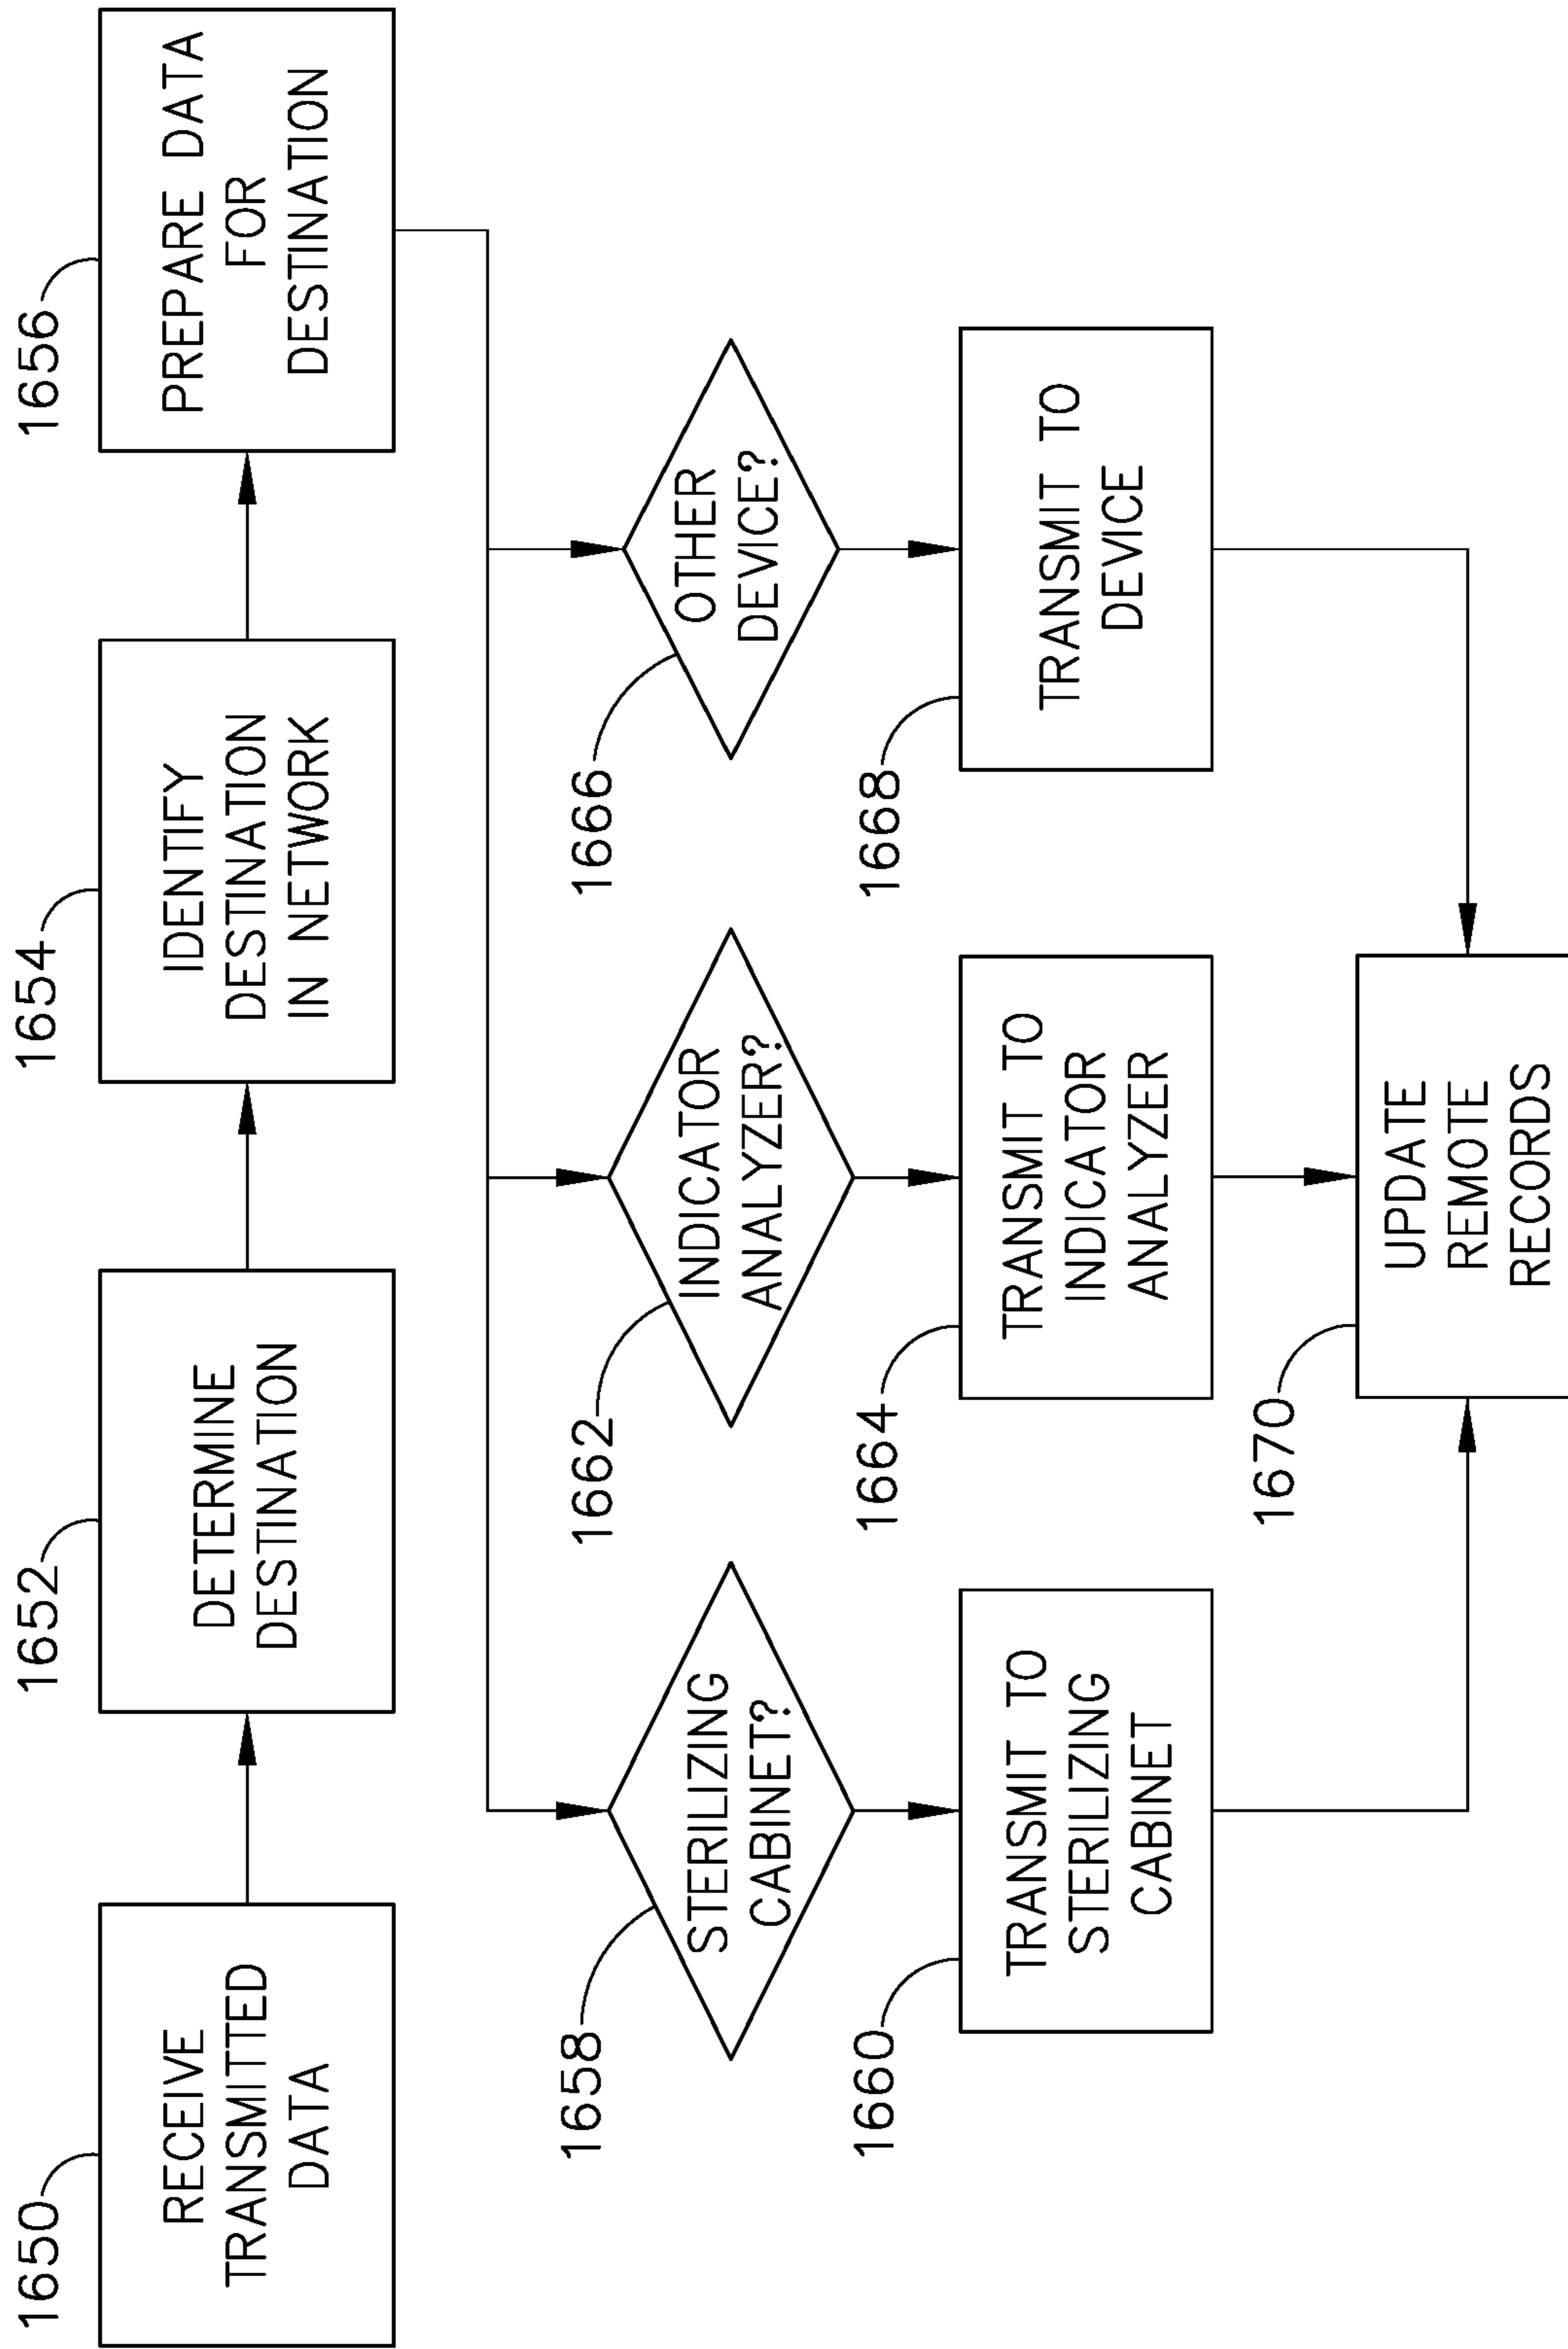 1650
RECEIVE
TRANSMITTED
DATA
1652
DETERMINE
DESTINATION
1654
IDENTIFY
DESTINATION
IN NETWORK
1656
PREPARE DATA
FOR
DESTINATION
1658
STERILIZING
CABINET?
1662
INDICATOR
ANALYZER?
1666
OTHER
DEVICE?
1660
TRANSMIT TO
STERILIZING
CABINET
1664
TRANSMIT TO
INDICATOR
ANALYZER
1668
TRANSMIT TO
DEVICE
1670
UPDATE
REMOTE
RECORDS